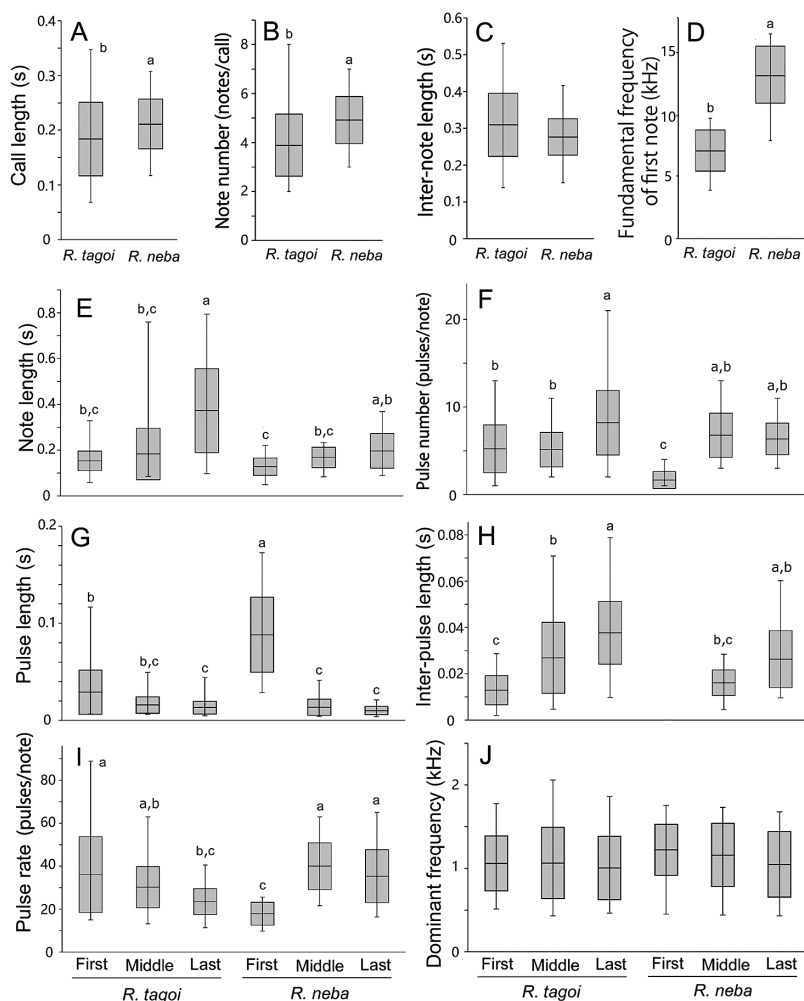 A
Call length (s)
0.4
0.3
0.2
0.1
0
b
a
R. tagoi
R. neba
B
Note number (notes/call)
8
6
4
2
0
b
a
R. tagoi
R. neba
C
Inter-note length (s)
0.6
0.5
0.4
0.3
0.2
0.1
0
R. tagoi
R. neba
D
Fundamental frequency
of first note (kHz)
15
10
5
0
b
a
R. tagoi
R. neba
E
Note length (s)
0.8
0.6
0.4
0.2
0
b,c
b,c
a
c
b,c
a,b
F
Pulse number (pulses/note)
20
10
0
b
b
a
c
a,b
a,b
G
Pulse length (s)
0.2
0.1
0
b
b,c
c
a
c
c
H
Inter-pulse length (s)
0.08
0.06
0.04
0.02
0
c
b
a
b,c
a,b
I
Pulse rate (pulses/note)
80
60
40
20
0
a
a,b
b,c
c
a
a
First
Middle
Last
First
Middle
Last
R. tagoi
R. neba
J
Dominant frequency (kHz)
2
1
0
First
Middle
Last
First
Middle
Last
R. tagoi
R. neba